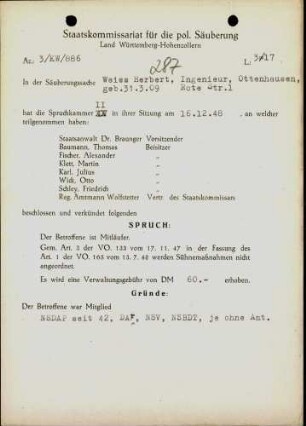 Staatskommissariat für die pol. Säuberung
Land Württemberg-Hohenzollern
Az. 3/KW/886
287
L 3/17.
In der Säuberungssache Weiss Herbert, Ingenieur, Ottenhausen,
geb.31.3.09 Rote Str.1
II
hat die Spruchkammer XX in ihrer Sitzung am 16.12.48 , an welcher
teilgenommen haben:
Staatsanwalt Dr. Braunger Vorsitzender
Baumann, Thomas Beisitzer
Fischer, Alexander „
Klett, Martin „
Karl, Julius „
Widi, Otto „
Schley, Friedrich „
Reg. Amtmann Wolfstetter Vertr. des Staatskommissars
beschlossen und verkündet folgenden
SPRUCH:
Der Betroffene ist Mitläufer.
Gem. Art. 3 der VO. 133 vom 17. 11. 47 in der Fassung des
Art. 1 der VO. 165 vom 13. 7. 48 werden Sühnemaßnahmen nicht
angeordnet.
Es wird eine Verwaltungsgebühr von DM 60.- erhoben.
Gründe:
Der Betroffene war Mitglied
NSDAP seit 42, DAF, NSV, NSBDT, je ohne Amt.